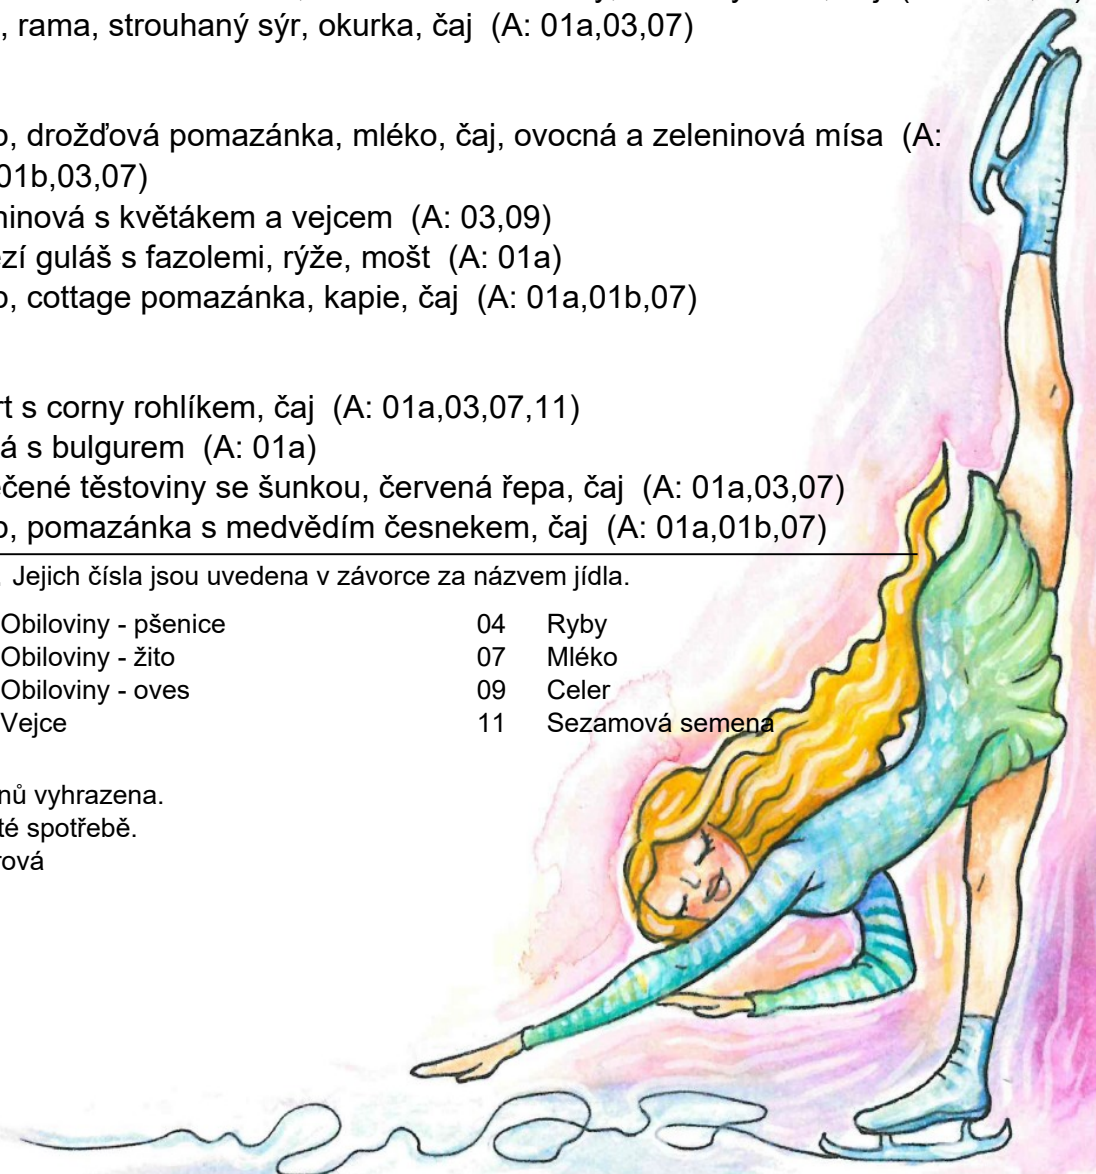 , rama, strouhaný sýr, okurka, čaj (A: 01a,03,07)
, drožďová pomazánka, mléko, čaj, ovocná a zeleninová mísa (A:
01b,03,07)
ninová s květákem a vejcem (A: 03,09)
zí guláš s fazolemi, rýže, mošt (A: 01a)
, cottage pomazánka, kapie, čaj (A: 01a,01b,07)
rt s corny rohlíkem, čaj (A: 01a,03,07,11)
á s bulgurem (A: 01a)
čené těstoviny se šunkou, červená řepa, čaj (A: 01a,03,07)
, pomazánka s medvědím česnekem, čaj (A: 01a,01b,07)
Jejich čísla jsou uvedena v závorce za názvem jídla.
Obiloviny - pšenice 04 Ryby
Obiloviny - žito 07 Mléko
Obiloviny - oves 09 Celer
Vejce 11 Sezamová semena
nů vyhrazena.
té spotřebě.
rová